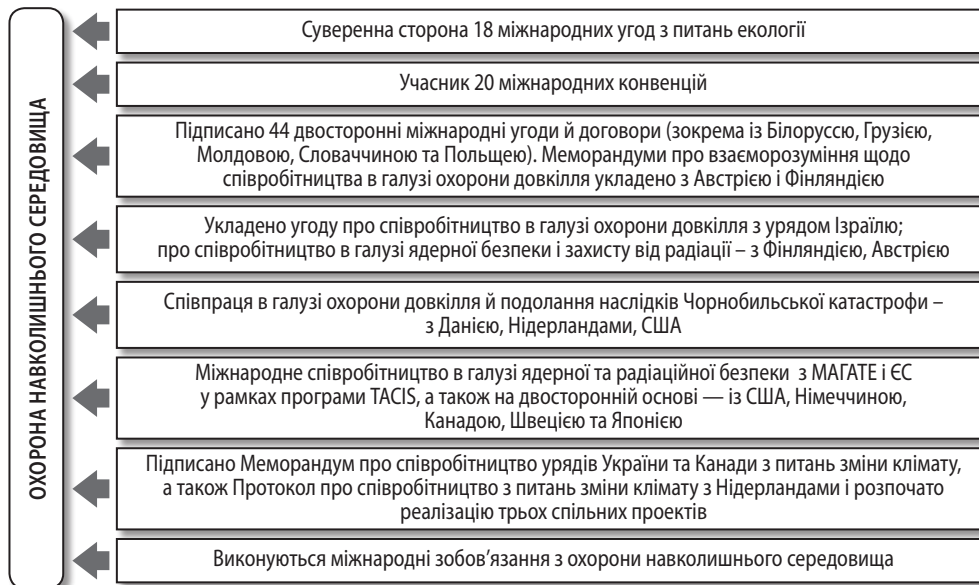 ОХОРОНА НАВКОЛИШНЬОГО СЕРЕДОВИЩА
Суверенна сторона 18 міжнародних угод з питань екології
Учасник 20 міжнародних конвенцій
Підписано 44 двосторонні міжнародні угоди й договори (зокрема із Білоруссю, Грузією,
Молдовою, Словаччиною та Польщею). Меморандуми про взаєморозуміння щодо
співробітництва в галузі охорони довкілля укладено з Австрією і Фінляндією
Укладено угоду про співробітництво в галузі охорони довкілля з урядом Ізраїлю;
про співробітництво в галузі ядерної безпеки і захисту від радіації – з Фінляндією, Австрією
Співпраця в галузі охорони довкілля й подолання наслідків Чорнобильської катастрофи –
з Данією, Нідерландами, США
Міжнародне співробітництво в галузі ядерної та радіаційної безпеки з МАГАТЕ і ЄС
у рамках програми TACIS, а також на двосторонній основі — із США, Німеччиною,
Канадою, Швецією та Японією
Підписано Меморандум про співробітництво урядів України та Канади з питань зміни клімату,
а також Протокол про співробітництво з питань зміни клімату з Нідерландами і розпочато
реалізацію трьох спільних проектів
Виконуються міжнародні зобов’язання з охорони навколишнього середовища